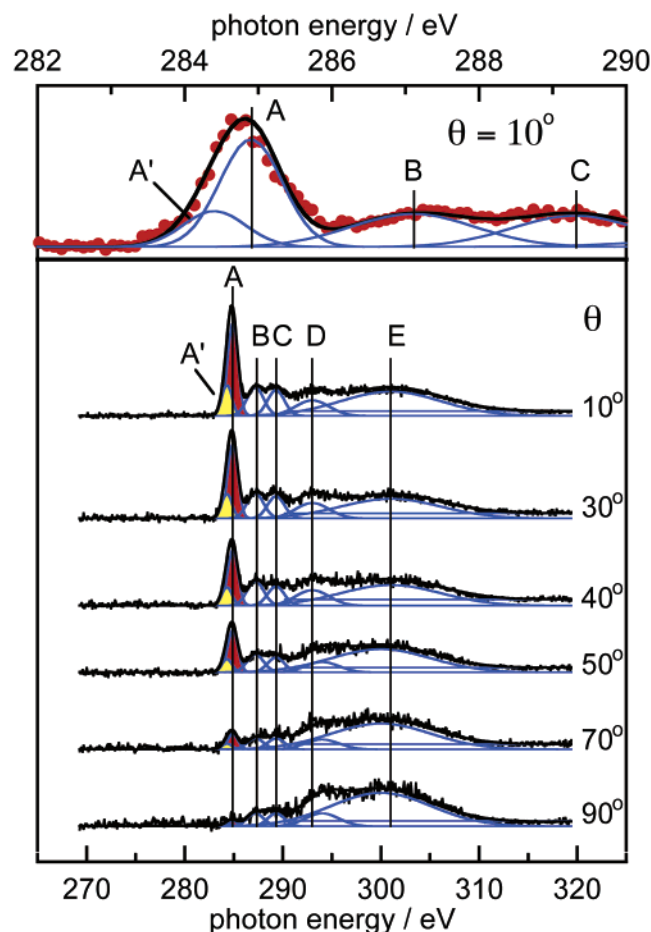 photon energy / eV
282 284 286 288 290
A θ = 10°
A' B C
A θ
A' B C D E
10°
30°
40°
50°
70°
90°
270 280 290 300 310 320
photon energy / eV